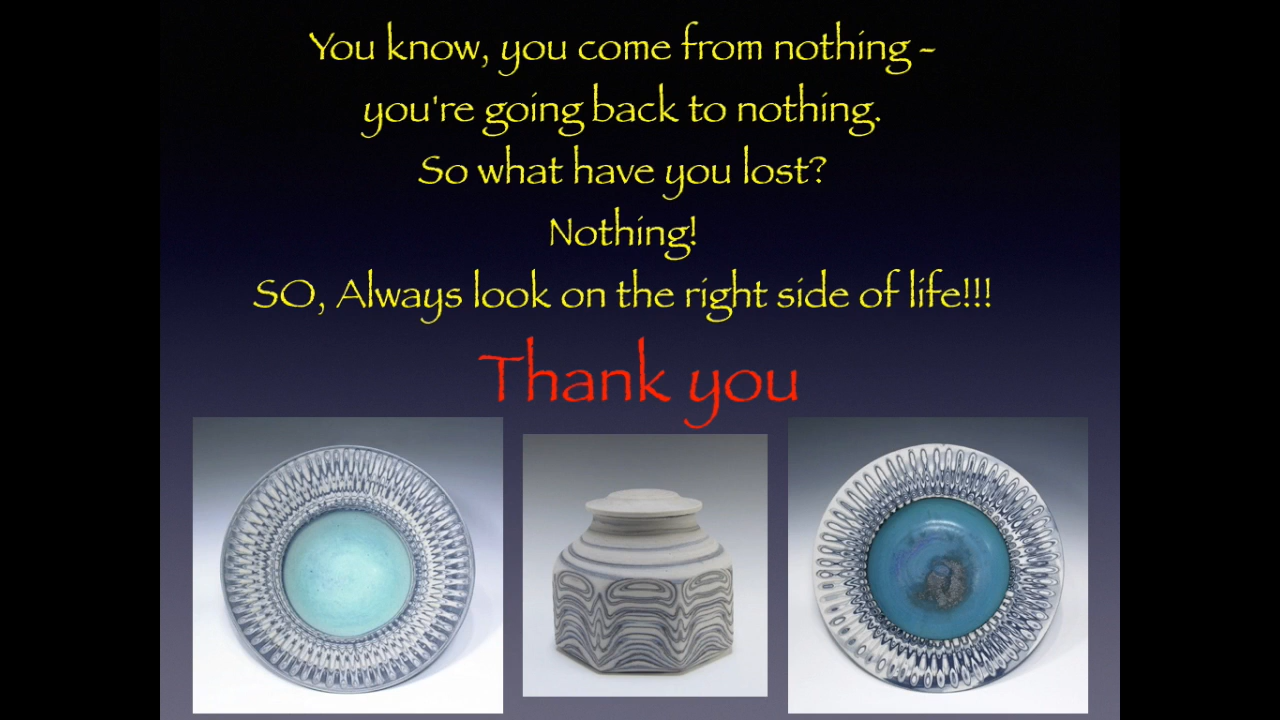 You know, you come from nothing -
you're going back to nothing.
So what have you lost?
Nothing!
SO, Always look on the right side of life!!!
Thank you